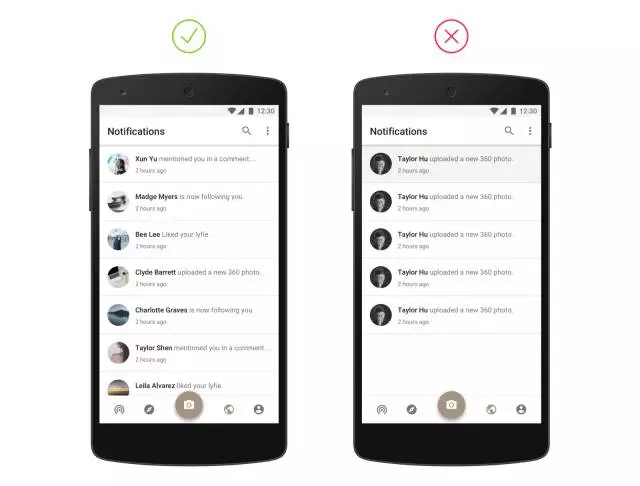 12:30
Notifications
Xun Yu mentioned you in a comment....
2 hours ago
Madge Myers is now following you.
2 hours ago
Bee Lee Liked your lyfie.
2 hours ago
Clyde Barrett uploaded a new 360 photo.
2 hours ago
Charlotte Graves is now following you.
2 hours ago
Taylor Shen mentioned you in a comment....
2 hours ago
Leila Alvarez liked your lyfie.
12:30
Notifications
Taylor Hu uploaded a new 360 photo.
2 hours ago
Taylor Hu uploaded a new 360 photo.
2 hours ago
Taylor Hu uploaded a new 360 photo.
2 hours ago
Taylor Hu uploaded a new 360 photo.
2 hours ago
Taylor Hu uploaded a new 360 photo.
2 hours ago